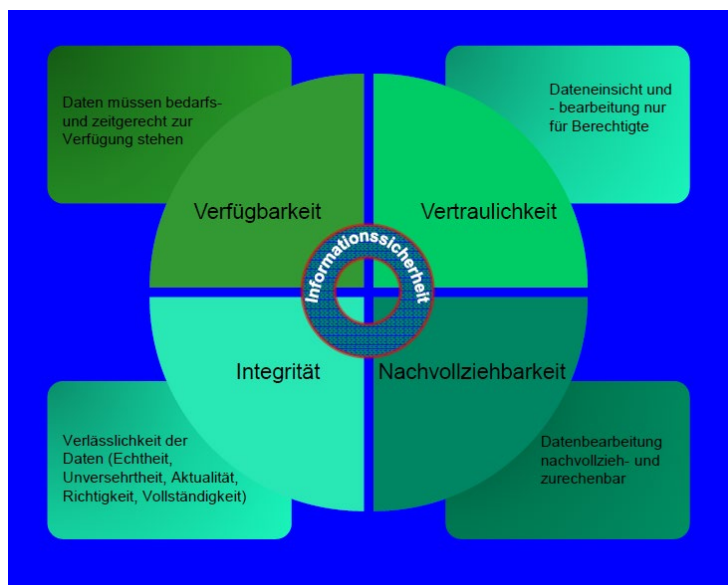 Daten müssen bedarfs-
und zeitgerecht zur
Verfügung stehen
Dateneinsicht und
- bearbeitung nur
für Berechtigte
Verfügbarkeit
Vertraulichkeit
Informationssicherheit
Integrität
Nachvollziehbarkeit
Verlässlichkeit der
Daten (Echtheit,
Unversehrtheit, Aktualität,
Richtigkeit, Vollständigkeit)
Datenbearbeitung
nachvollzieh- und
zurechenbar